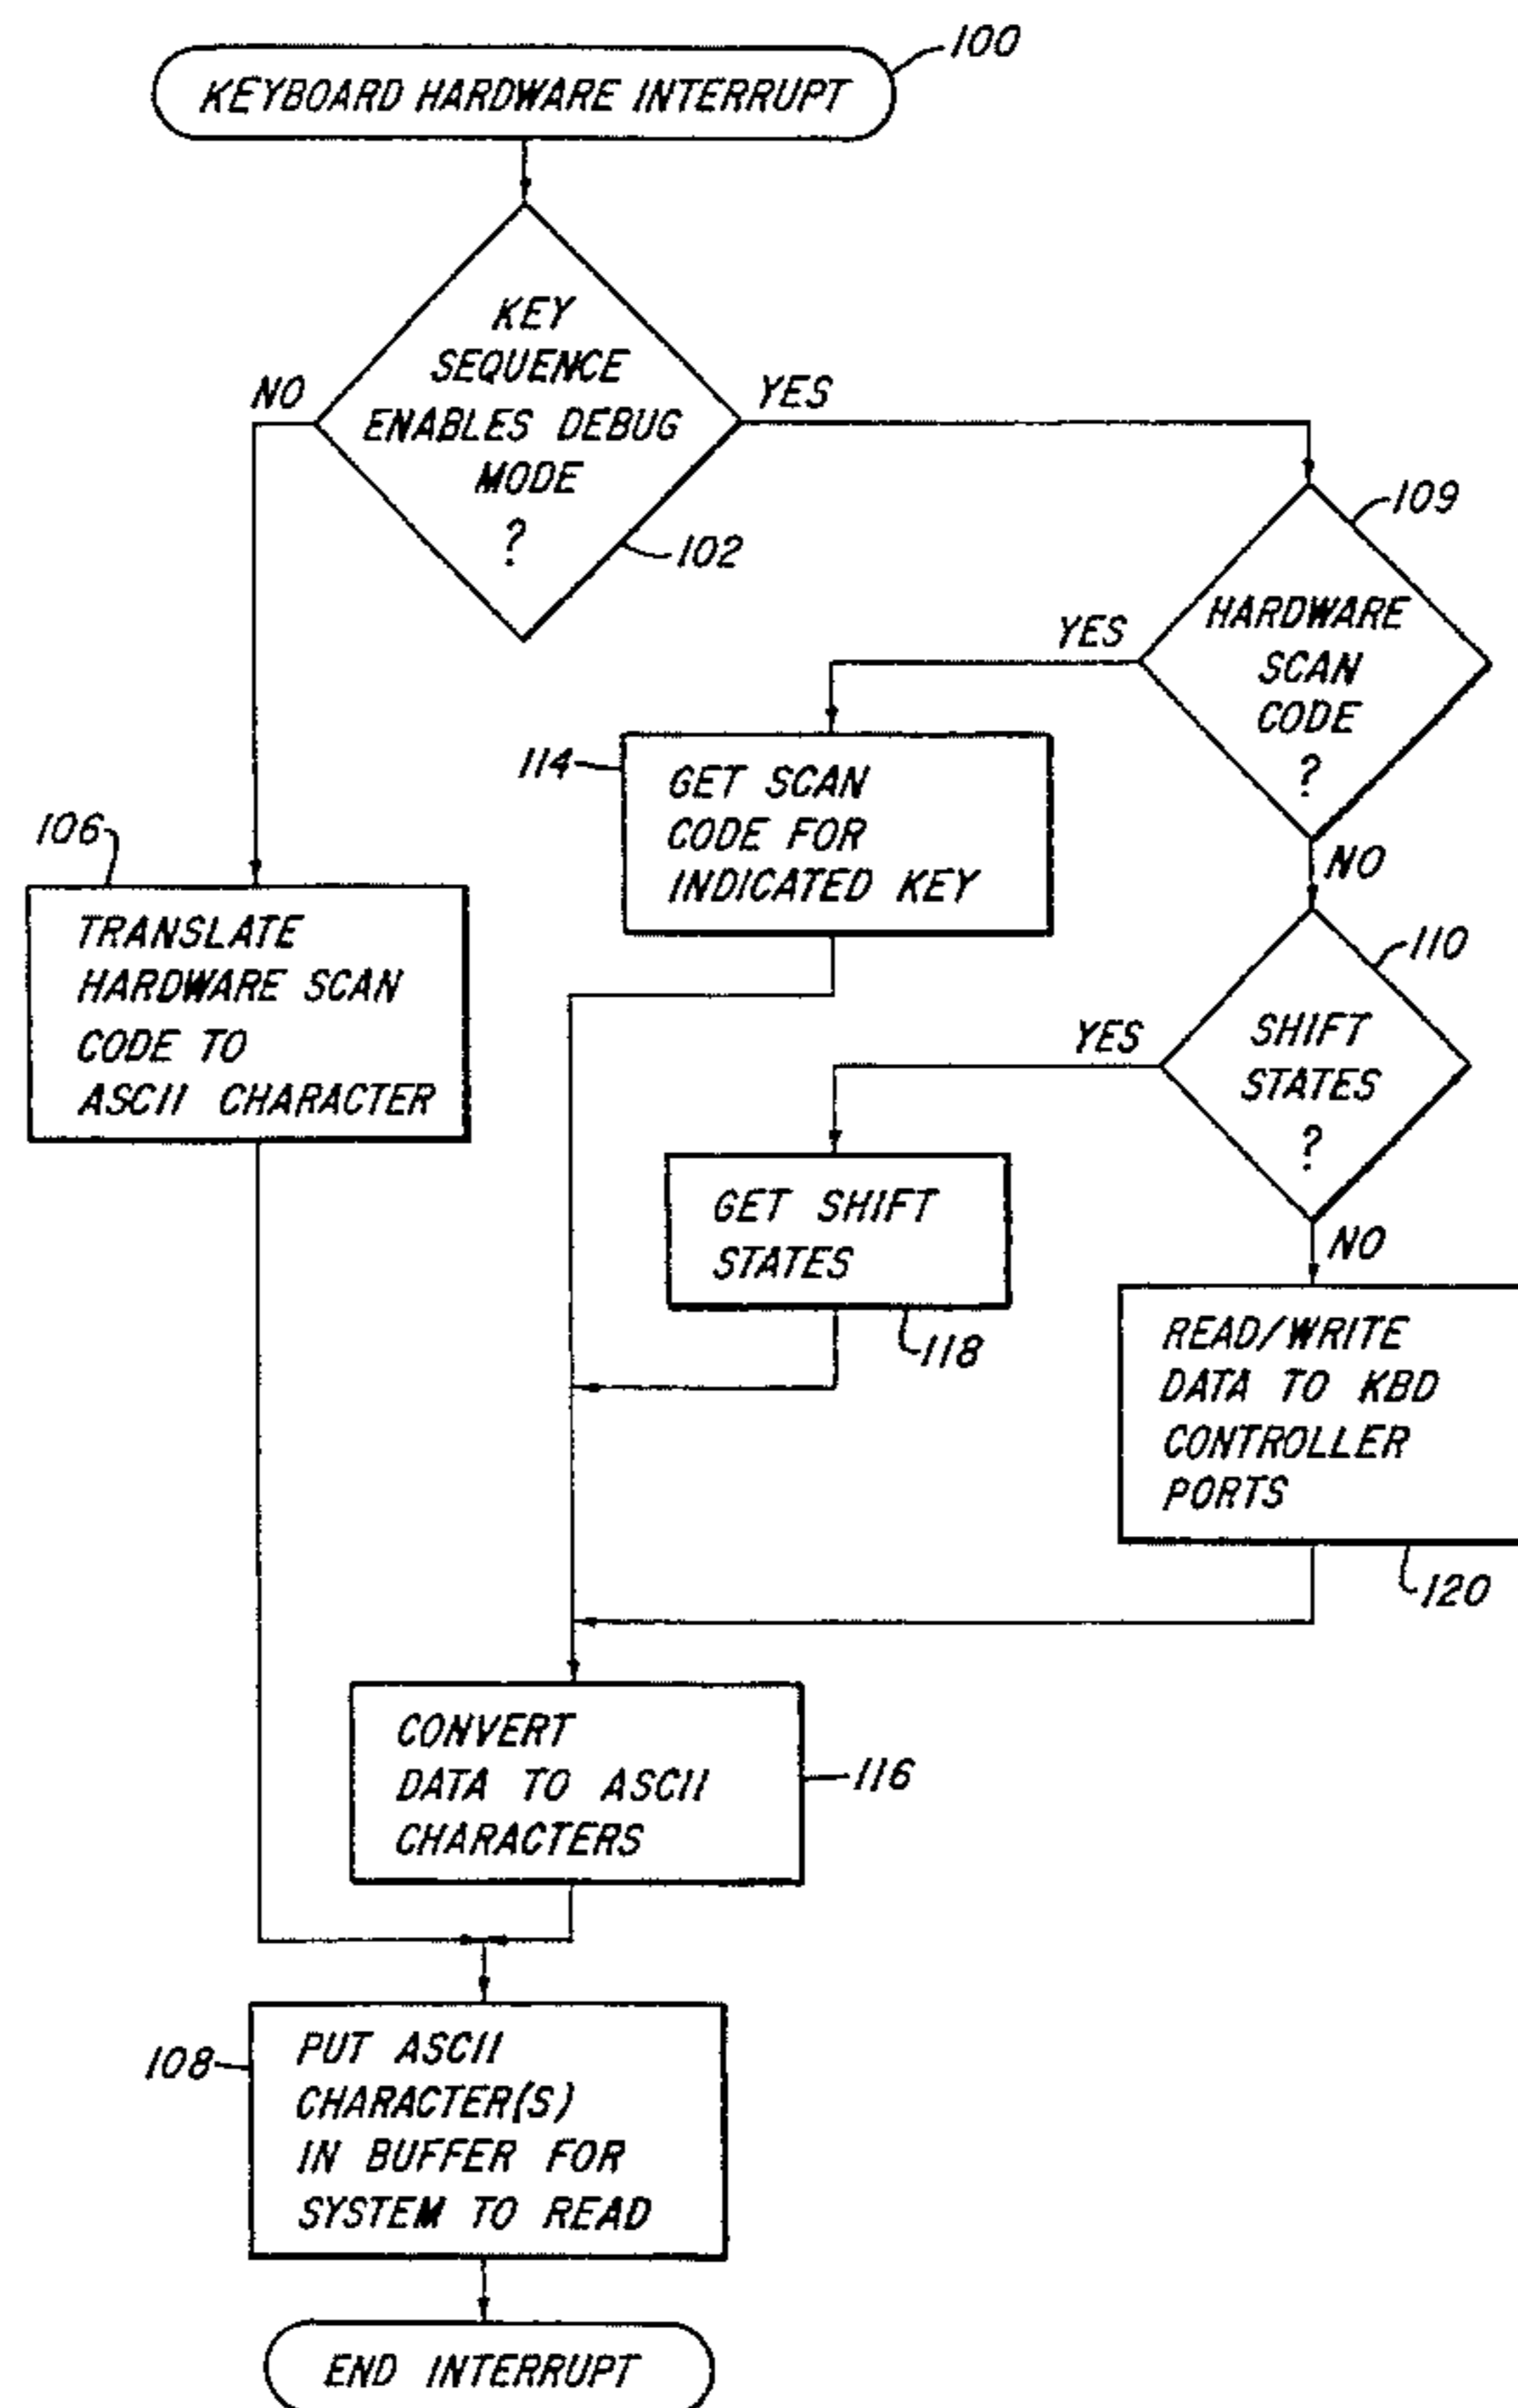 100
KEYBOARD HARDWARE INTERRUPT
KEY
SEQUENCE
ENABLES DEBUG
MODE
?
102
NO
YES
109
HARDWARE
SCAN
CODE
?
YES
NO
114
GET SCAN
CODE FOR
INDICATED KEY
106
TRANSLATE
HARDWARE SCAN
CODE TO
ASCII CHARACTER
110
SHIFT
STATES
?
YES
NO
GET SHIFT
STATES
118
READ/WRITE
DATA TO KBD
CONTROLLER
PORTS
120
CONVERT
DATA TO ASCII
CHARACTERS
116
108
PUT ASCII
CHARACTER(S)
IN BUFFER FOR
SYSTEM TO READ
END INTERRUPT